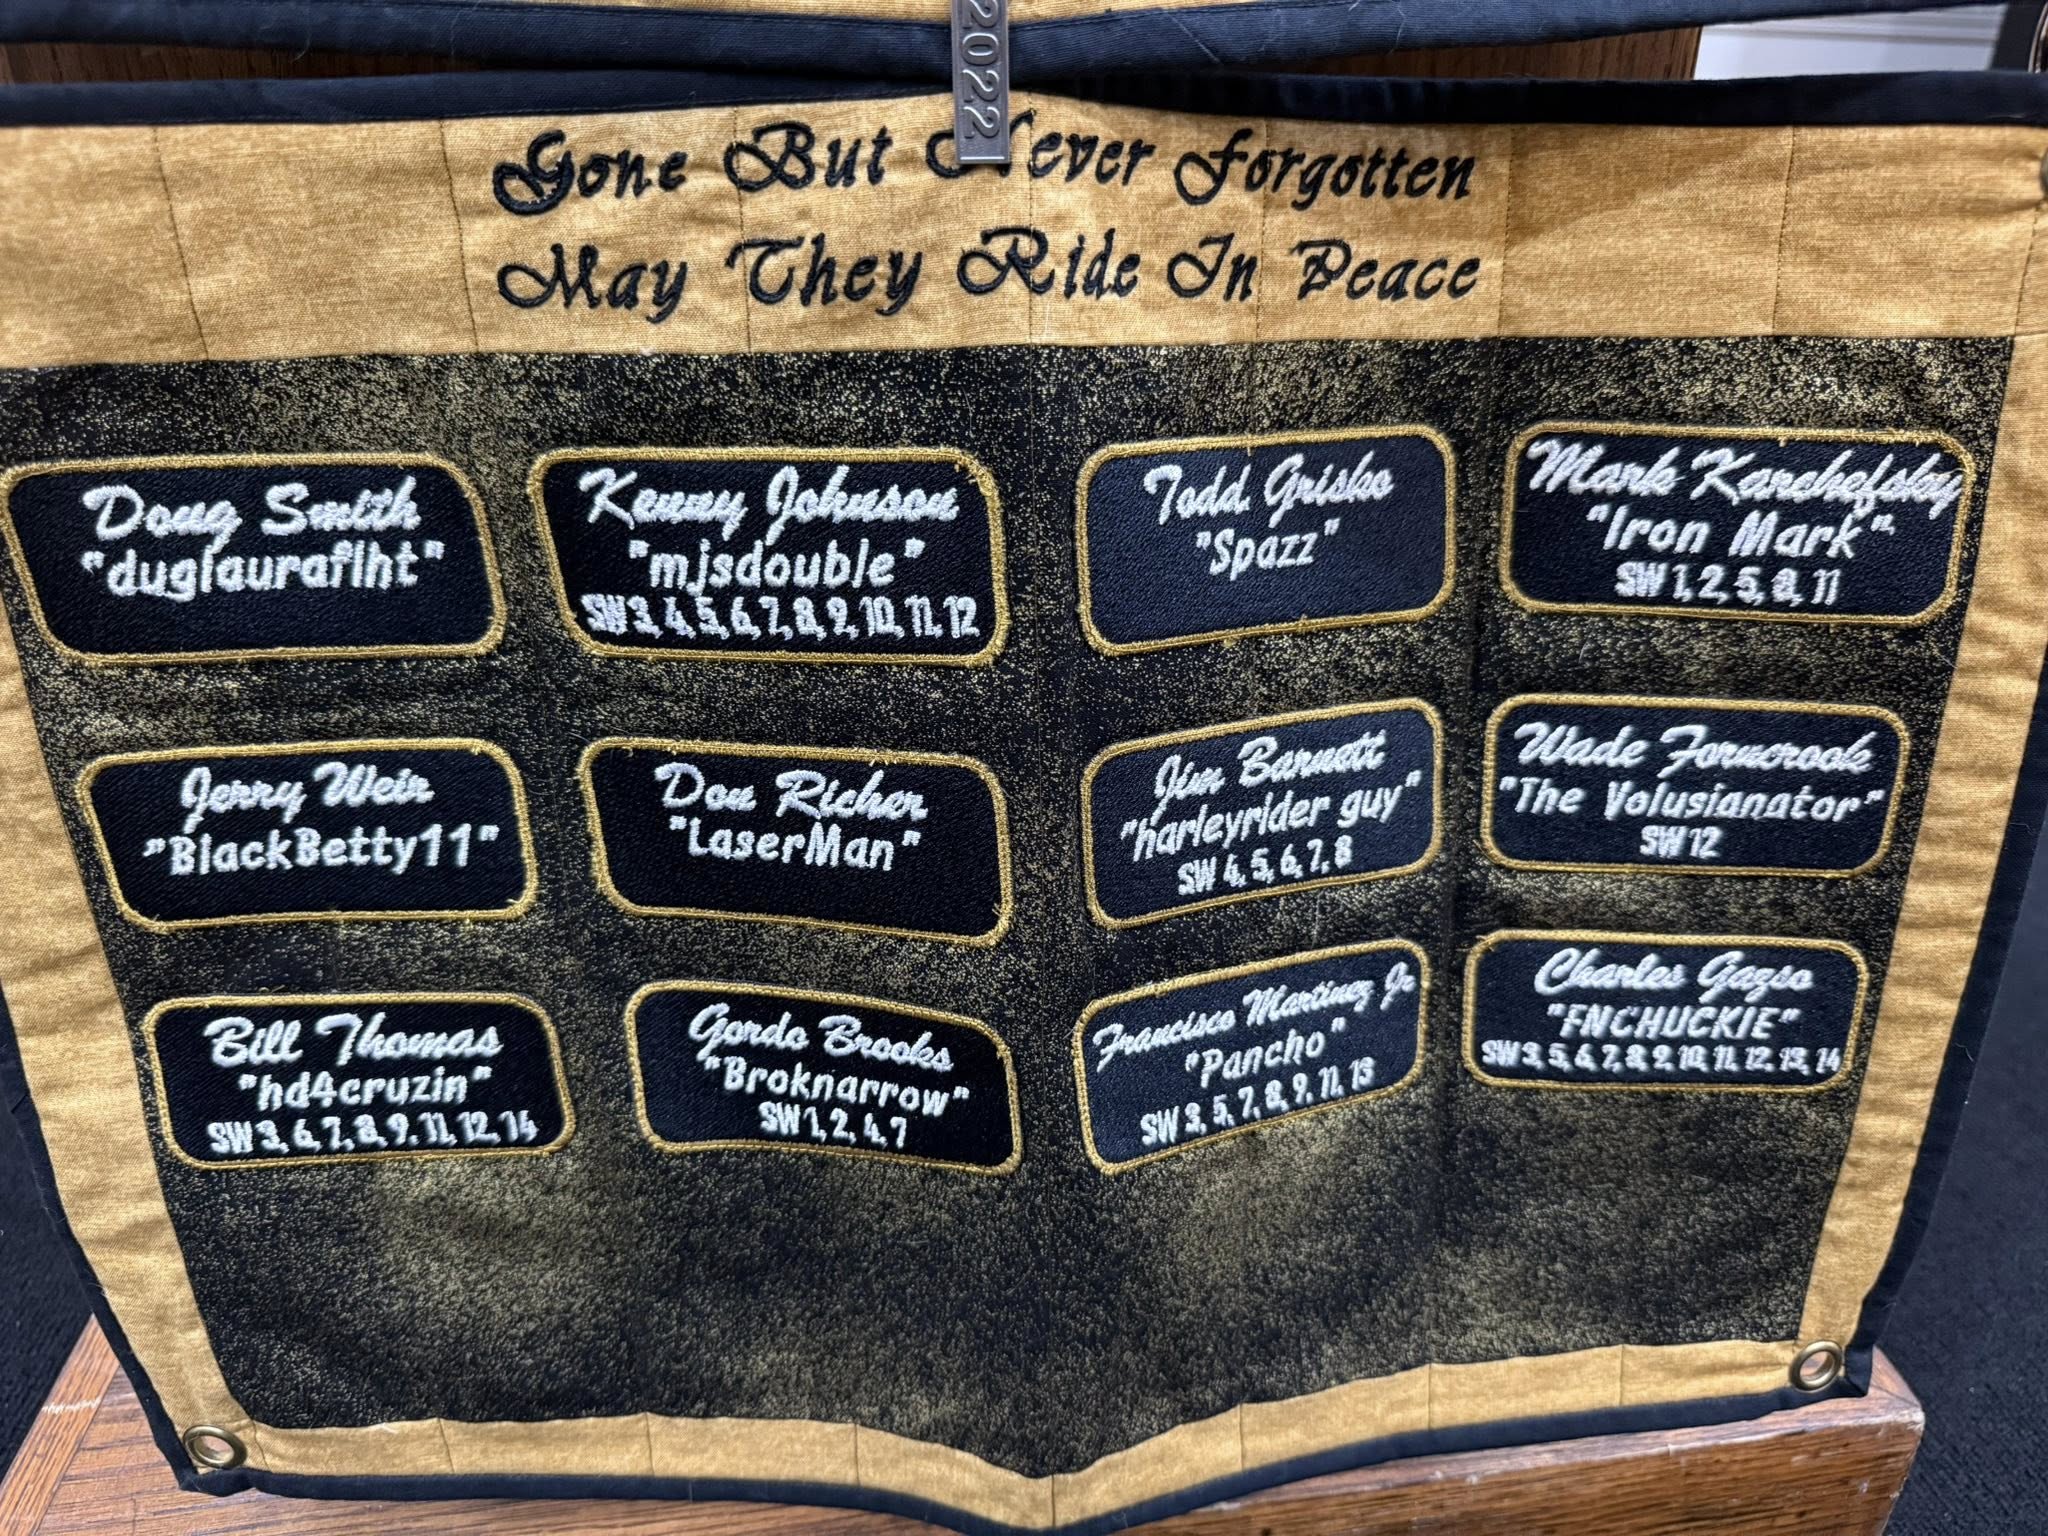 2022
Gone But Never Forgotten
May They Ride In Peace
Doug Smith
"duglauraflht"
Kenny Johnson
"mjsdouble"
SW 3, 4, 5, 6, 7, 8, 9, 10, 11, 12
Todd Grisko
"Spazz"
Mark Kanchefsky
"Iron Mark"
SW 1, 2, 5, 8, 11
Jerry Weir
"BlackBetty11"
Don Richer
"LaserMan"
Jim Barnett
"harleyrider guy"
SW 4, 5, 6, 7, 8
Wade Formcrook
"The Volusianator"
SW 12
Bill Thomas
"hd4cruzin"
SW 3, 6, 7, 8, 9, 11, 12, 14
Gordo Brooks
"Broknarrow"
SW 1, 2, 4, 7
Francisco Martinez Jr
"Pancho"
SW 3, 5, 7, 8, 9, 11, 13
Charles Gazso
"FNCHUCKIE"
SW 3, 5, 6, 7, 8, 9, 10, 11, 12, 13, 14